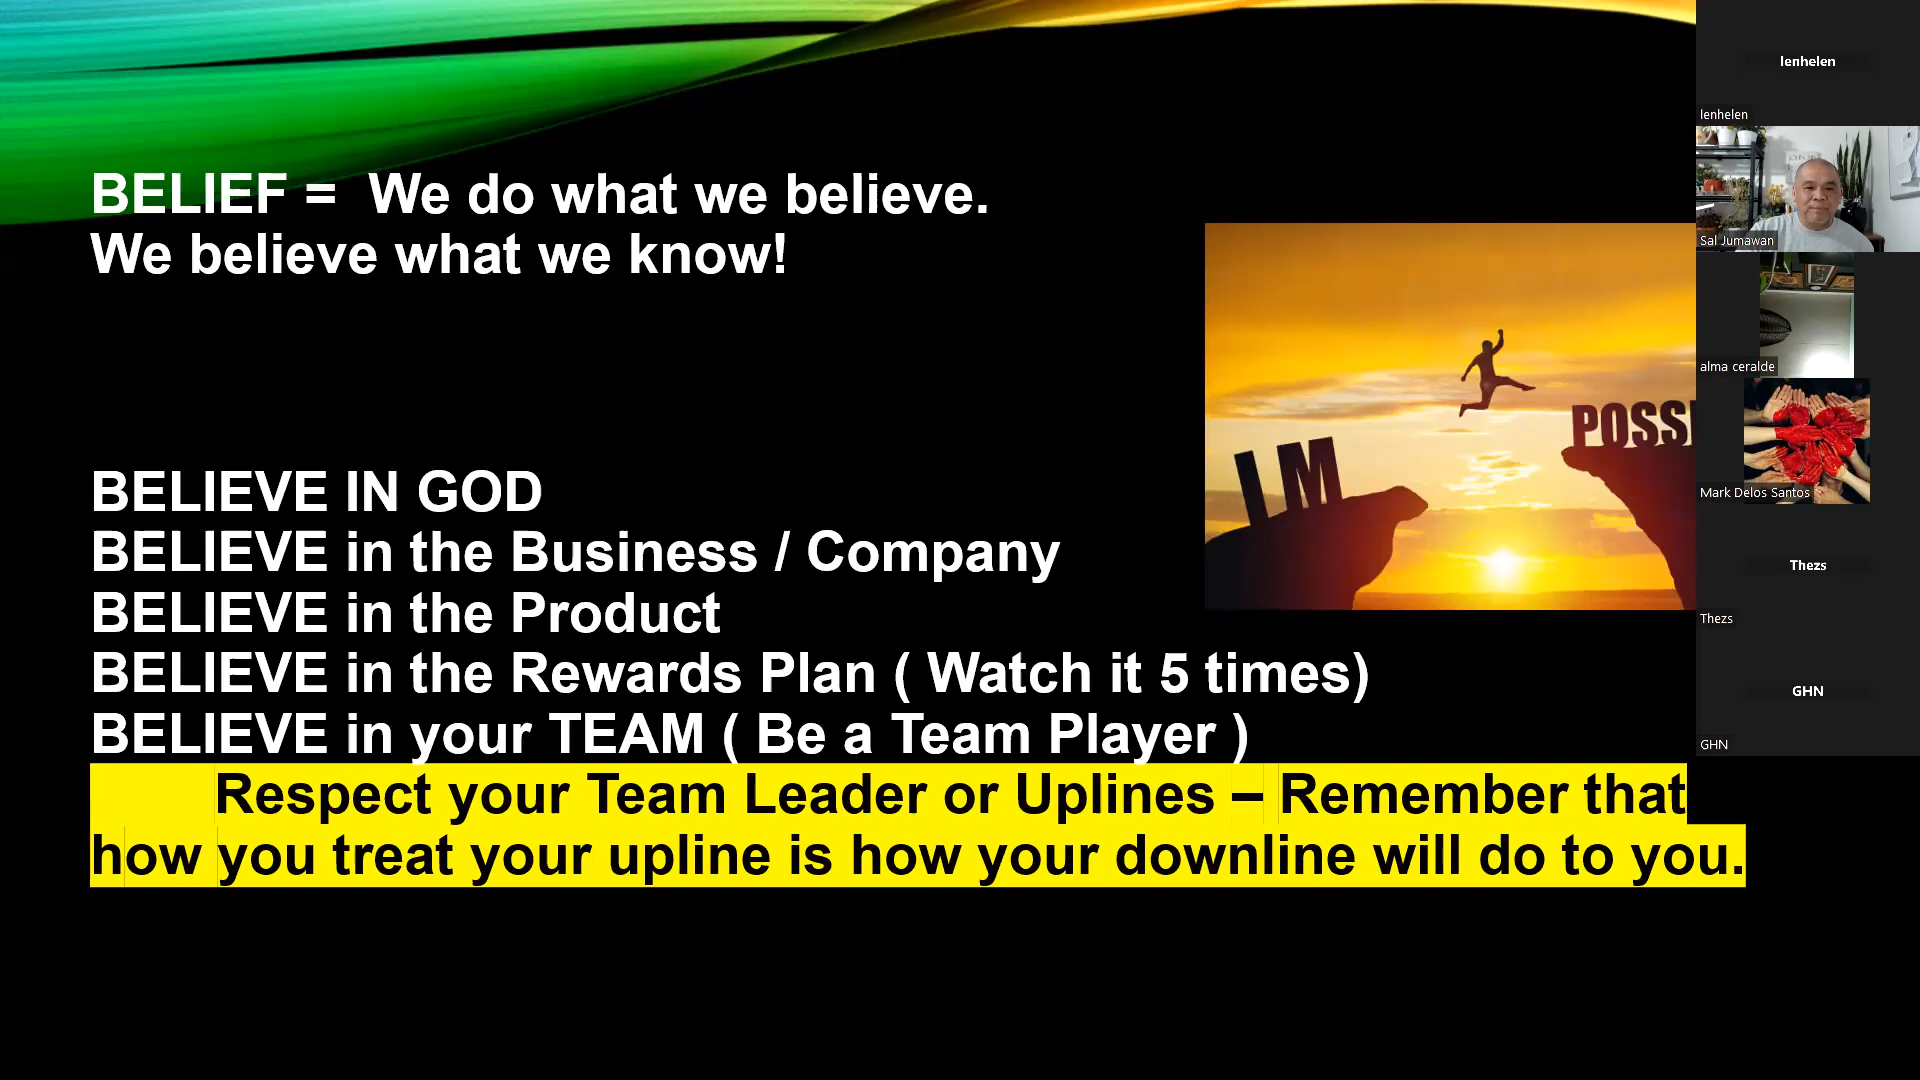 BELIEF = We do what we believe.
We believe what we know!
BELIEVE IN GOD
BELIEVE in the Business / Company
BELIEVE in the Product
BELIEVE in the Rewards Plan ( Watch it 5 times)
BELIEVE in your TEAM ( Be a Team Player )
Respect your Team Leader or Uplines – Remember that
how you treat your upline is how your downline will do to you.
I M
POSSI
lenhelen
lenhelen
Sal Jumawan
alma ceralde
Mark Delos Santos
Thezs
Thezs
GHN
GHN